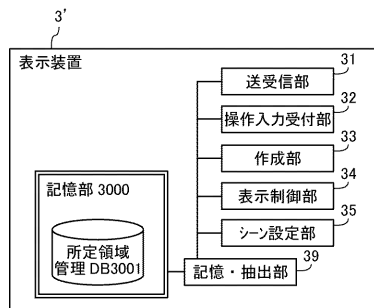 3'
表示装置
31
送受信部
32
操作入力受付部
33
作成部
34
表示制御部
35
シーン設定部
39
記憶・抽出部
記憶部 3000
所定領域
管理 DB3001